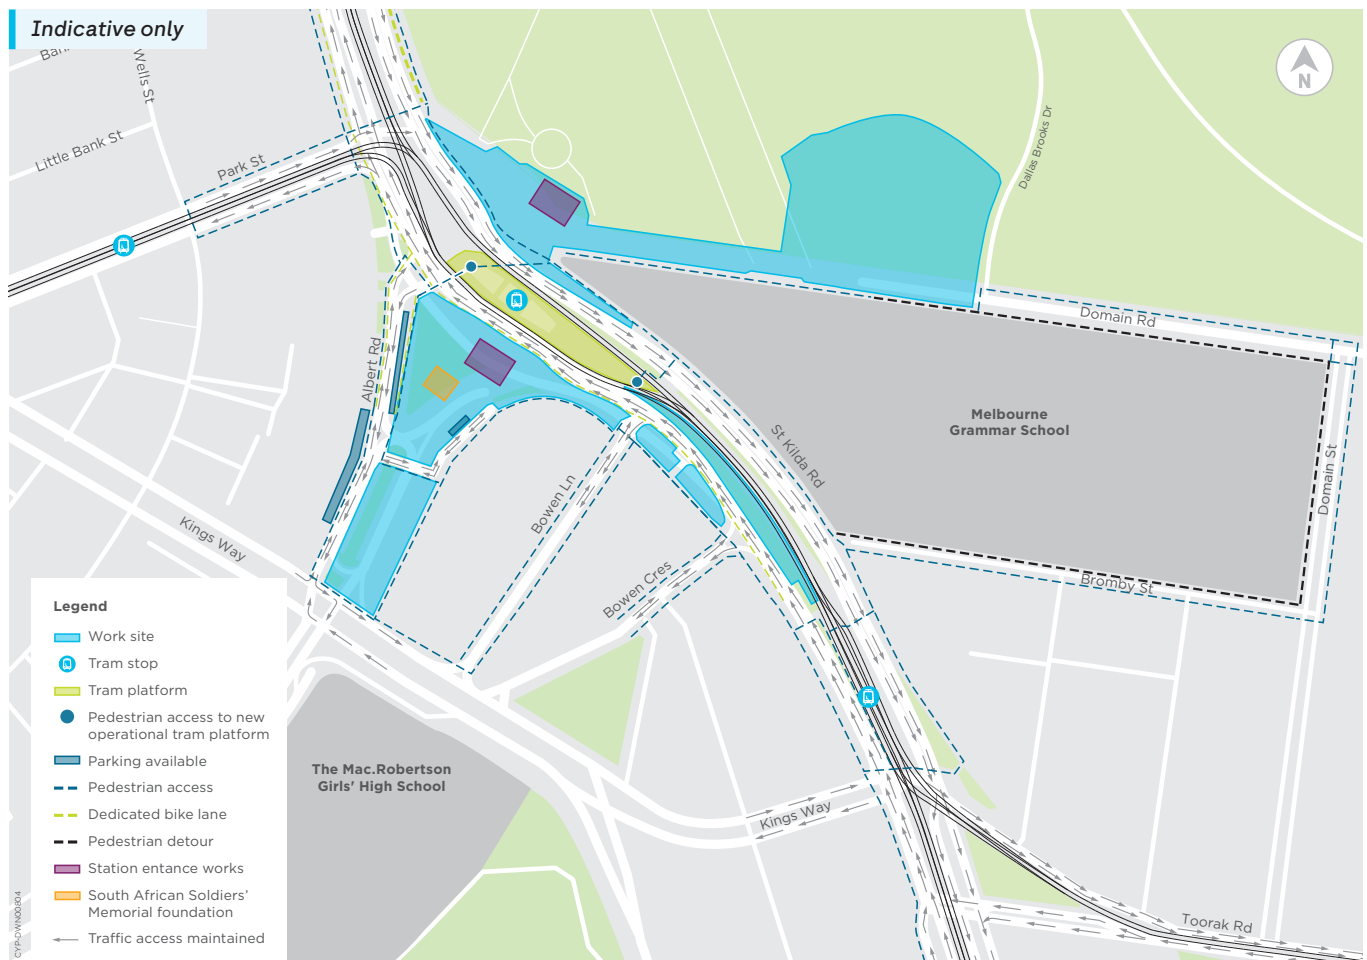 Indicative only
N
Wells St
Little Bank St
Park St
Dallas Brooks Dr
Domain Rd
Albert Rd
Melbourne
Grammar School
St Kilda Rd
Domain St
Bowen Ln
Kings Way
Bowen Cres
Bromby St
Legend
Work site
Tram stop
Tram platform
Pedestrian access to new
operational tram platform
Parking available
Pedestrian access
Dedicated bike lane
Pedestrian detour
Station entance works
South African Soldiers'
Memorial foundation
Traffic access maintained
The Mac.Robertson
Girls' High School
Kings Way
Toorak Rd
CYP-DWN00804